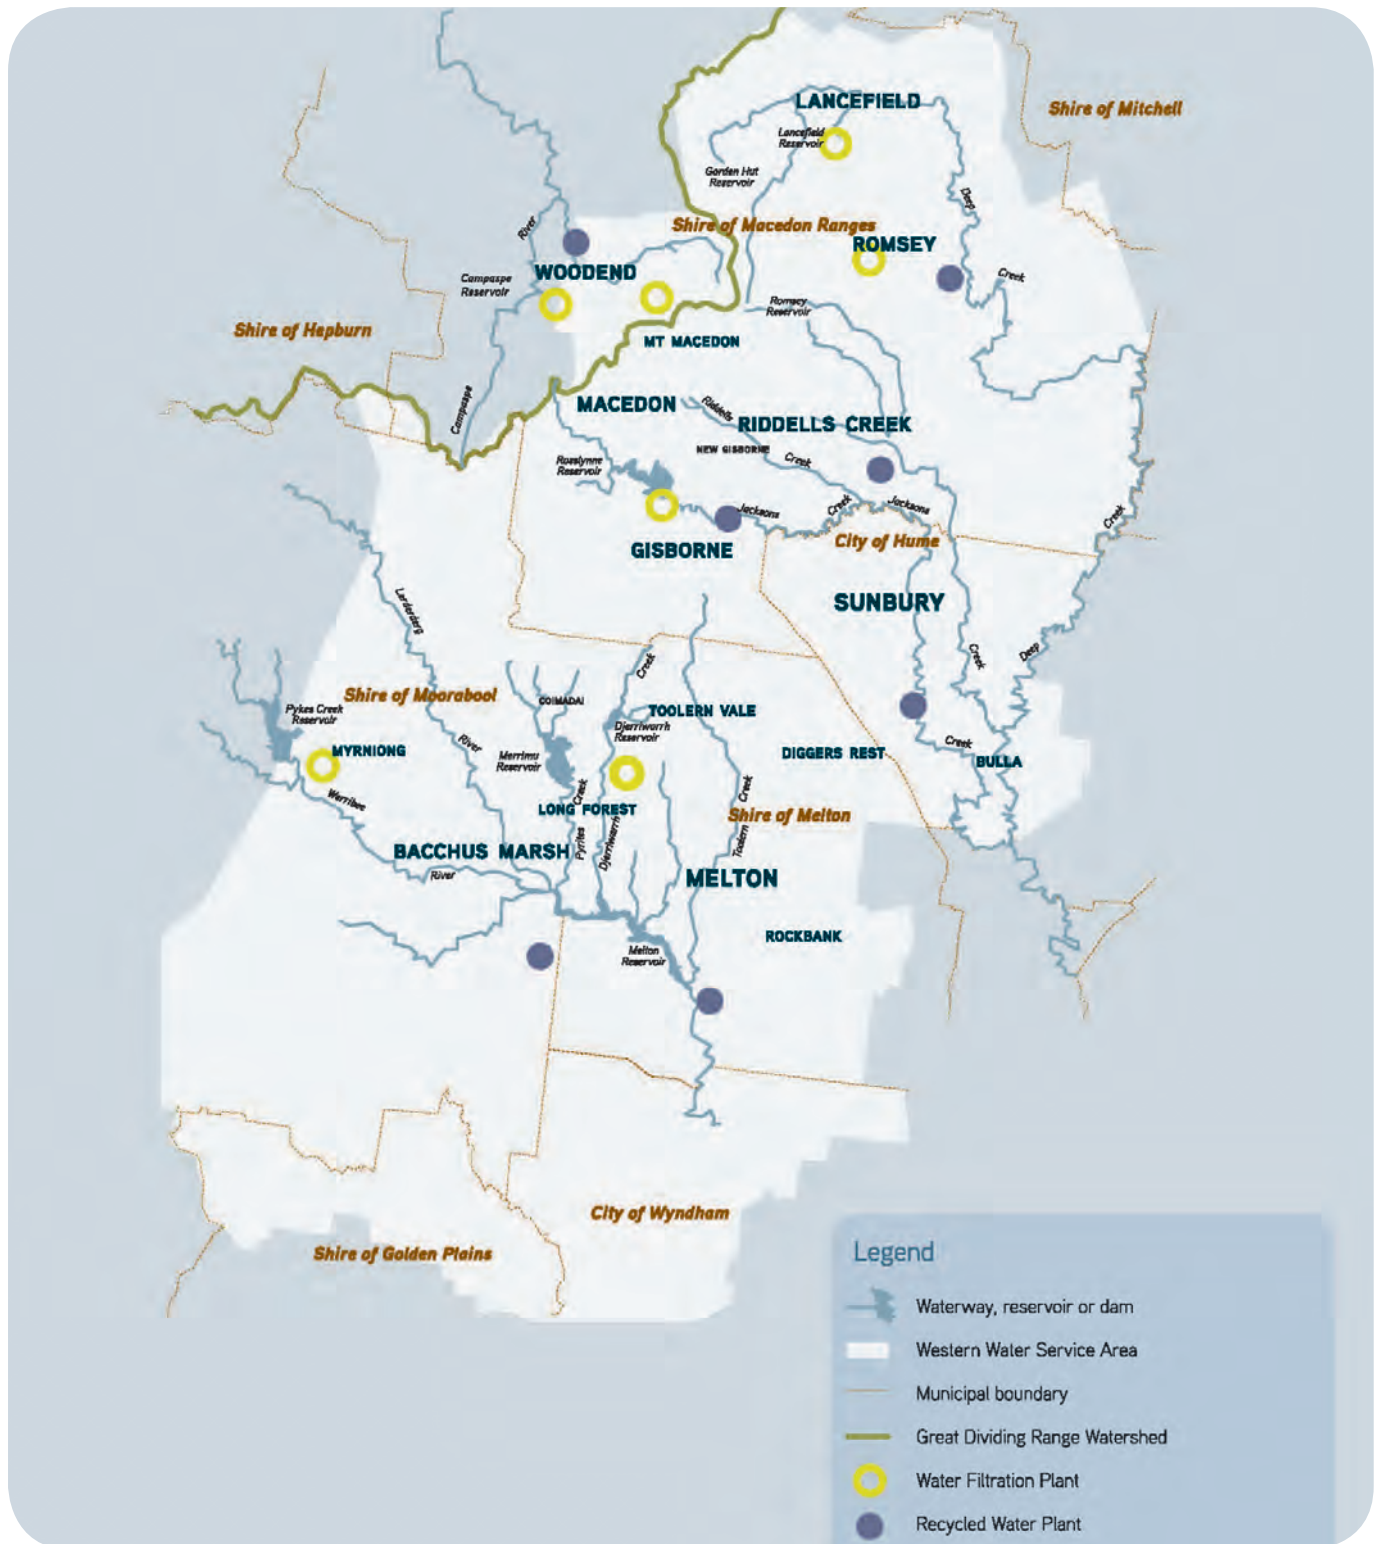 LANCEFIELD
Shire of Mitchell
Lancefield
Reservoir
Garden Hut
Reservoir
Deep
River
Shire of Macedon Ranges
ROMSEY
WOODEND
Creek
Campaspe
Reservoir
Romsey
Reservoir
Shire of Hepburn
MT MACEDON
Campaspe
MACEDON
Riddells
RIDDELLS CREEK
NEW GISBORNE
Creek
Rosslynne
Reservoir
Creek
Jacksons
Jacksons
Creek
City of Hume
GISBORNE
Larderderg
SUNBURY
Creek
Creek
Deep
Shire of Moorabool
COIMADAI
Pykes Creek
Reservoir
TOOLERN VALE
Djerriwarrh
Reservoir
River
MYRNIONG
Merrimu
Reservoir
DIGGERS REST
Creek
BULLA
Werribee
Creek
Creek
LONG FOREST
Shire of Melton
Pyrites
Djerriwarrh
Toolern
BACCHUS MARSH
River
MELTON
ROCKBANK
Melton
Reservoir
City of Wyndham
Shire of Golden Plains
Legend
Waterway, reservoir or dam
Western Water Service Area
Municipal boundary
Great Dividing Range Watershed
Water Filtration Plant
Recycled Water Plant